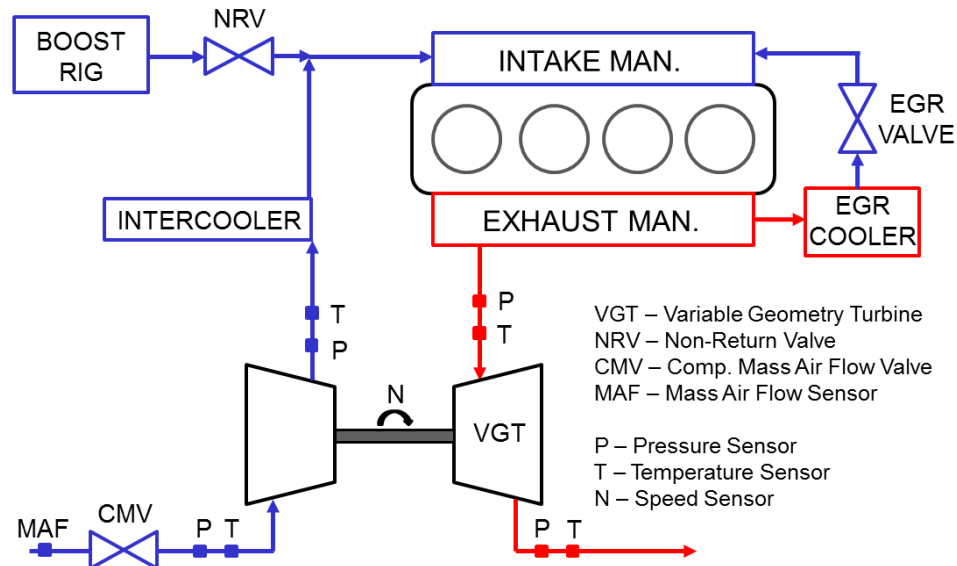 NRV
BOOST
RIG
INTAKE MAN.
EGR
VALVE
INTERCOOLER
EXHAUST MAN.
EGR
COOLER
T
P
P
T
N
VGT
VGT – Variable Geometry Turbine
NRV – Non-Return Valve
CMV – Comp. Mass Air Flow Valve
MAF – Mass Air Flow Sensor
P – Pressure Sensor
T – Temperature Sensor
N – Speed Sensor
MAF
CMV
P T
P T